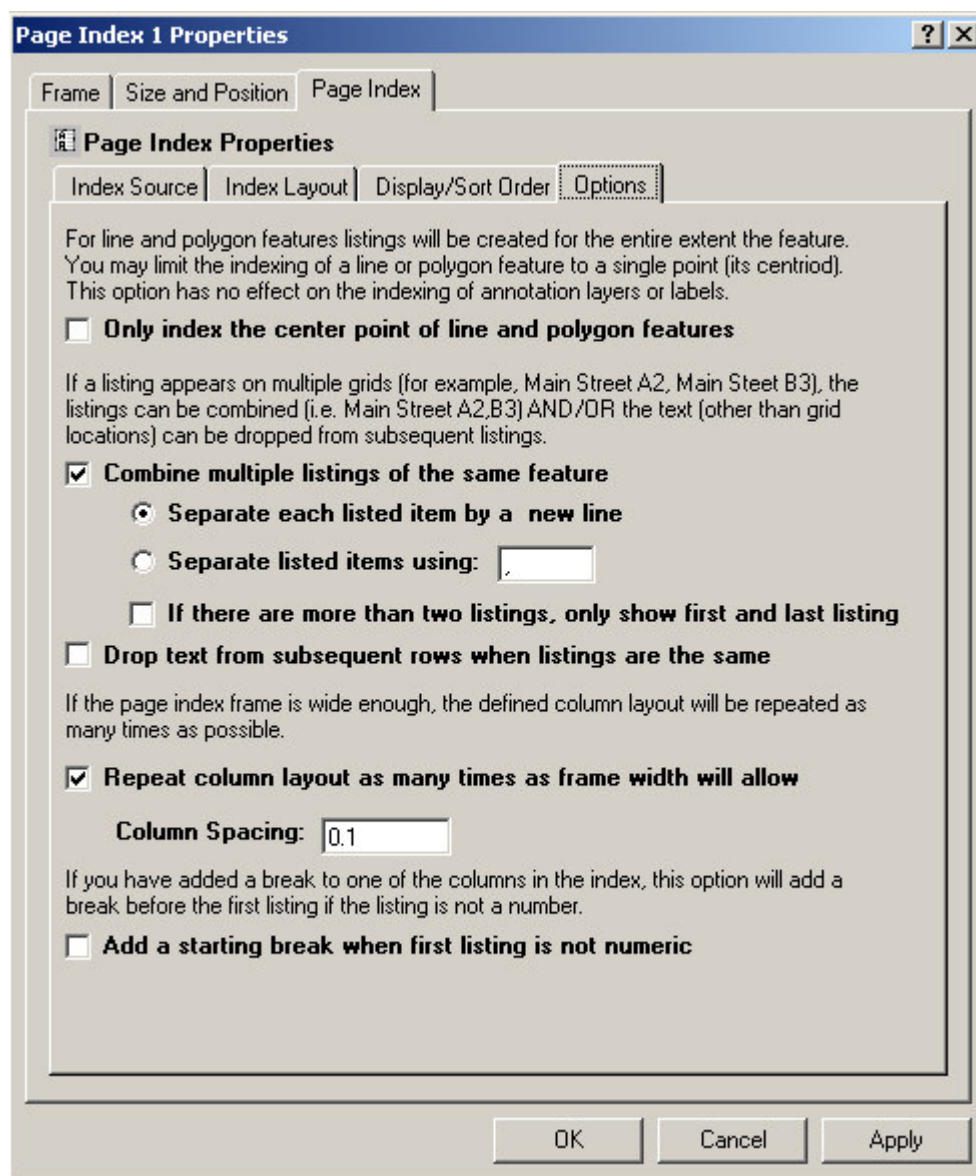 Page Index 1 Properties
Frame Size and Position Page Index
Page Index Properties
Index Source Index Layout Display/Sort Order Options
For line and polygon features listings will be created for the entire extent the feature.
You may limit the indexing of a line or polygon feature to a single point (its centriod).
This option has no effect on the indexing of annotation layers or labels.
Only index the center point of line and polygon features
If a listing appears on multiple grids (for example, Main Street A2, Main Steet B3), the
listings can be combined (i.e. Main Street A2,B3) AND/OR the text (other than grid
locations) can be dropped from subsequent listings.
Combine multiple listings of the same feature
Separate each listed item by a new line
Separate listed items using: ,
If there are more than two listings, only show first and last listing
Drop text from subsequent rows when listings are the same
If the page index frame is wide enough, the defined column layout will be repeated as
many times as possible.
Repeat column layout as many times as frame width will allow
Column Spacing: 0.1
If you have added a break to one of the columns in the index, this option will add a
break before the first listing if the listing is not a number.
Add a starting break when first listing is not numeric
OK Cancel Apply